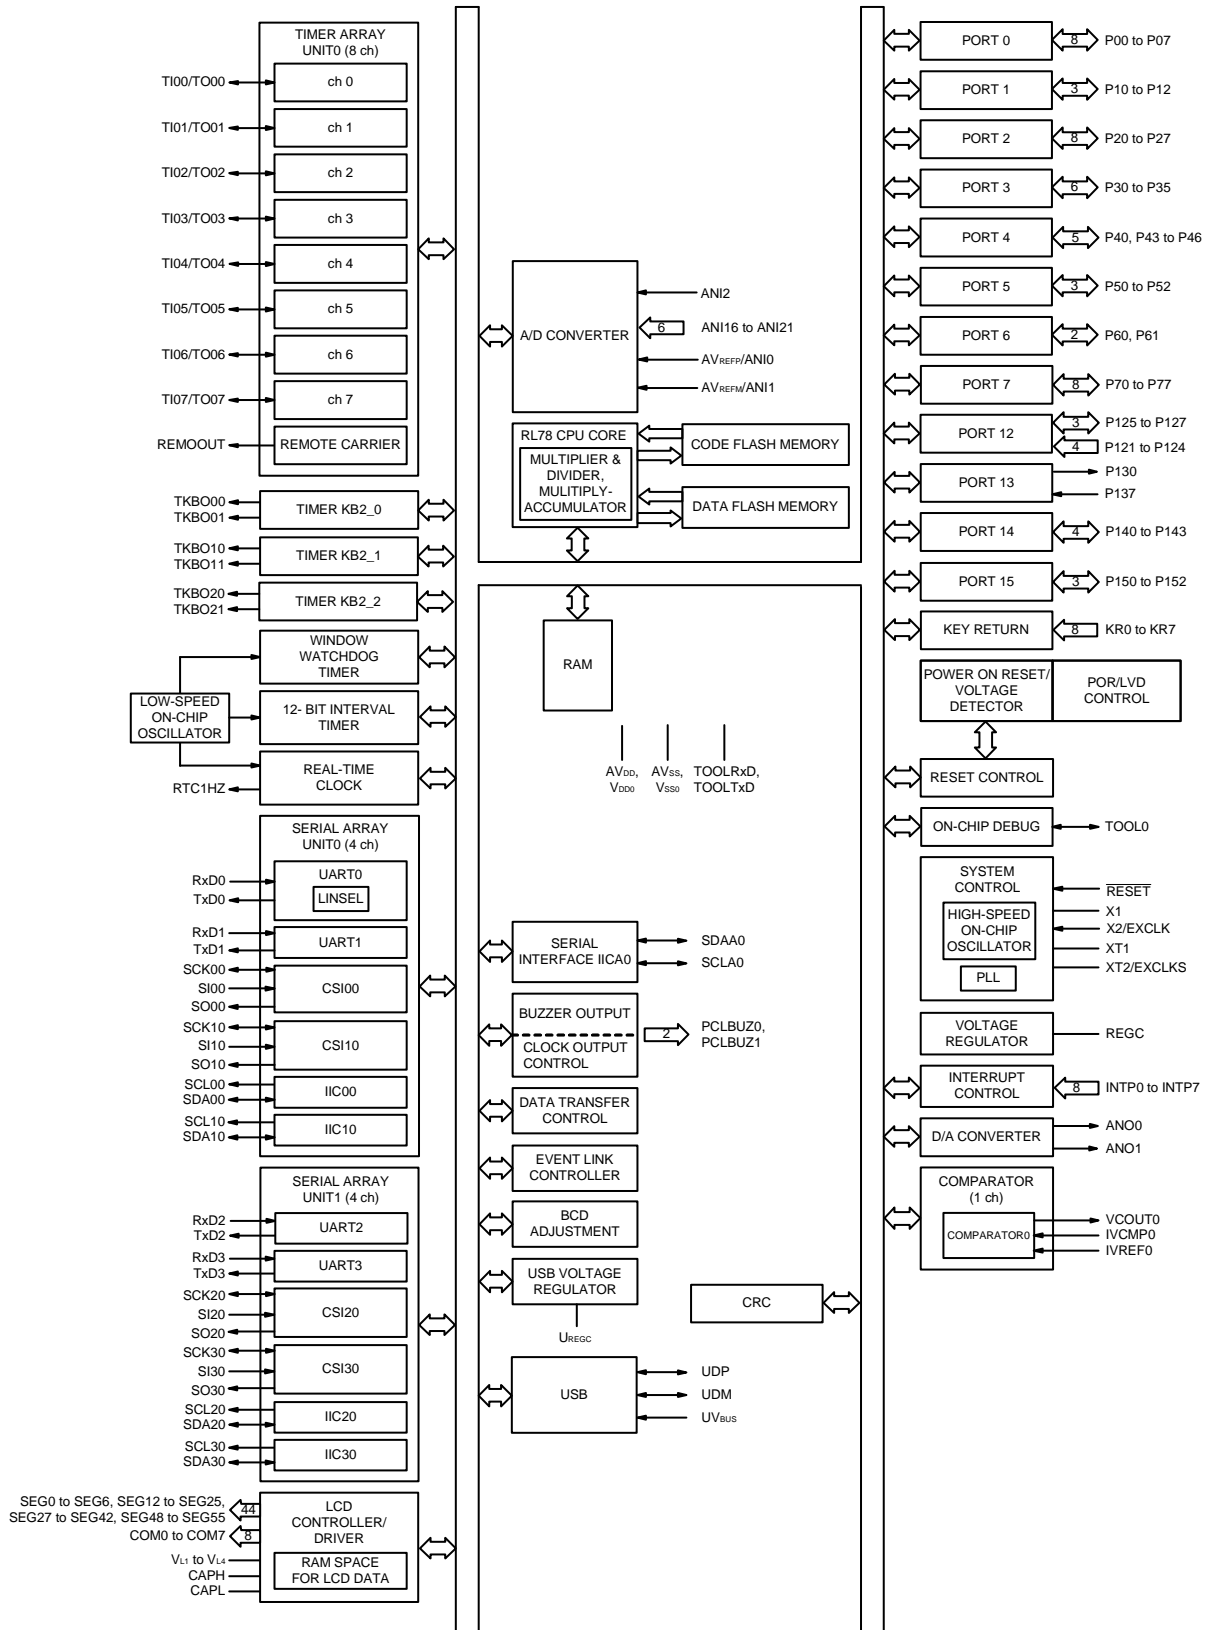 TIMER ARRAY
UNIT0 (8 ch)
TI00/TO00
ch 0
TI01/TO01
ch 1
TI02/TO02
ch 2
TI03/TO03
ch 3
TI04/TO04
ch 4
TI05/TO05
ch 5
TI06/TO06
ch 6
TI07/TO07
ch 7
REMOOUT
REMOTE CARRIER
TKBO00
TKBO01
TIMER KB2_0
TKBO10
TKBO11
TIMER KB2_1
TKBO20
TKBO21
TIMER KB2_2
WINDOW
WATCHDOG
TIMER
LOW-SPEED
ON-CHIP
OSCILLATOR
12- BIT INTERVAL
TIMER
REAL-TIME
CLOCK
RTC1HZ
SERIAL ARRAY
UNIT0 (4 ch)
RxD0
TxD0
UART0
LINSEL
RxD1
TxD1
UART1
SCK00
SI00
SO00
CSI00
SCK10
SI10
SO10
CSI10
SCL00
SDA00
IIC00
SCL10
SDA10
IIC10
SERIAL ARRAY
UNIT1 (4 ch)
RxD2
TxD2
UART2
RxD3
TxD3
UART3
SCK20
SI20
SO20
CSI20
SCK30
SI30
SO30
CSI30
SCL20
SDA20
IIC20
SCL30
SDA30
IIC30
SEG0 to SEG6, SEG12 to SEG25,
SEG27 to SEG42, SEG48 to SEG55
44
COM0 to COM7
8
VL1 to VL4
CAPH
CAPL
LCD
CONTROLLER/
DRIVER
RAM SPACE
FOR LCD DATA
A/D CONVERTER
ANI2
6
ANI16 to ANI21
AVREFP/ANI0
AVREFM/ANI1
RL78 CPU CORE
MULTIPLIER &
DIVIDER,
MULITIPLY-
ACCUMULATOR
CODE FLASH MEMORY
DATA FLASH MEMORY
RAM
AVDD,
VDD0
AVSS,
VSS0
TOOLRxD,
TOOLTxD
SERIAL
INTERFACE IICA0
SDAA0
SCLA0
BUZZER OUTPUT
CLOCK OUTPUT
CONTROL
2
PCLBUZ0,
PCLBUZ1
DATA TRANSFER
CONTROL
EVENT LINK
CONTROLLER
BCD
ADJUSTMENT
USB VOLTAGE
REGULATOR
UREGC
CRC
USB
UDP
UDM
UVBUS
PORT 0
8
P00 to P07
PORT 1
3
P10 to P12
PORT 2
8
P20 to P27
PORT 3
6
P30 to P35
PORT 4
5
P40, P43 to P46
PORT 5
3
P50 to P52
PORT 6
2
P60, P61
PORT 7
8
P70 to P77
PORT 12
3
P125 to P127
4
P121 to P124
PORT 13
P130
P137
PORT 14
4
P140 to P143
PORT 15
3
P150 to P152
KEY RETURN
8
KR0 to KR7
POWER ON RESET/
VOLTAGE
DETECTOR
POR/LVD
CONTROL
RESET CONTROL
ON-CHIP DEBUG
TOOL0
SYSTEM
CONTROL
HIGH-SPEED
ON-CHIP
OSCILLATOR
PLL
RESET
X1
X2/EXCLK
XT1
XT2/EXCLKS
VOLTAGE
REGULATOR
REGC
INTERRUPT
CONTROL
8
INTP0 to INTP7
D/A CONVERTER
ANO0
ANO1
COMPARATOR
(1 ch)
COMPARATOR0
VCOUT0
IVCMP0
IVREF0